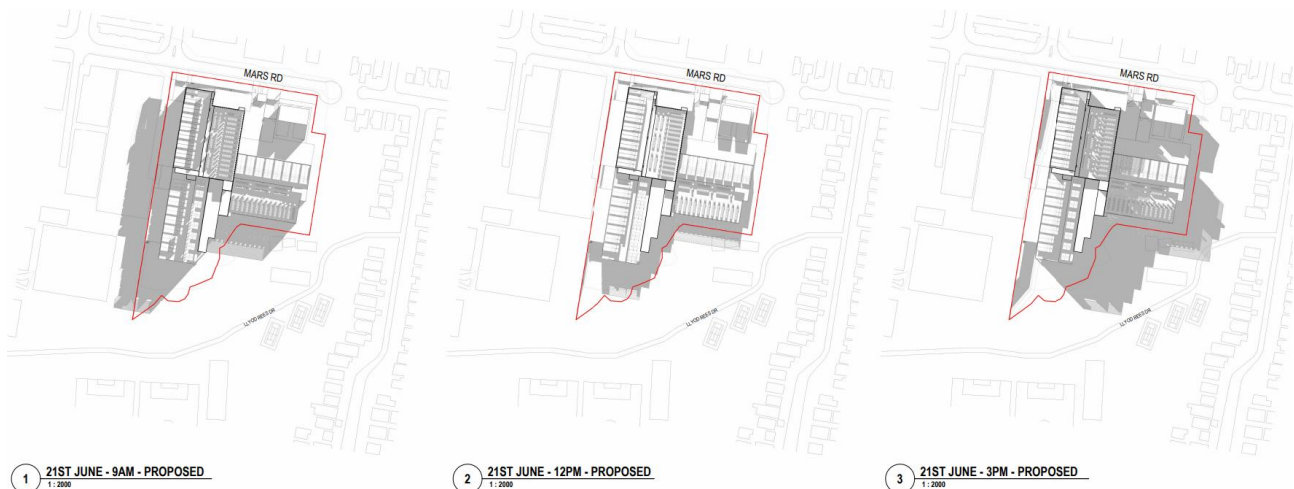 MARS RD
LLYOD REES DR
1
21ST JUNE - 9AM - PROPOSED
1 : 2000
MARS RD
LLYOD REES DR
2
21ST JUNE - 12PM - PROPOSED
1 : 2000
MARS RD
LLYOD REES DR
3
21ST JUNE - 3PM - PROPOSED
1 : 2000